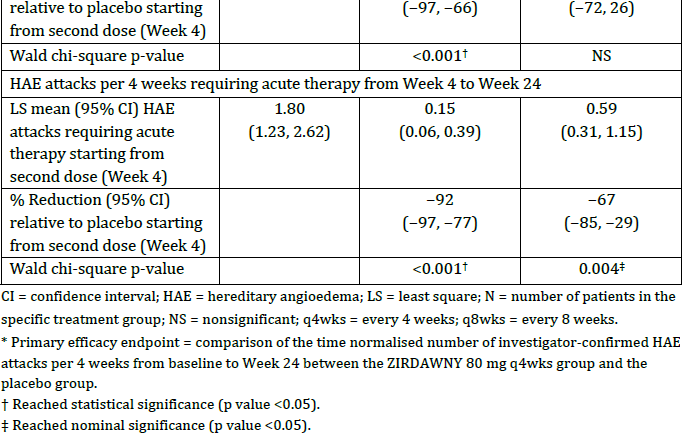 relative to placebo starting (−97, −66) (−72, 26)
from second dose (Week 4)
Wald chi-square p-value <0.001† NS
HAE attacks per 4 weeks requiring acute therapy from Week 4 to Week 24
LS mean (95% CI) HAE 1.80 0.15 0.59
attacks requiring acute (1.23, 2.62) (0.06, 0.39) (0.31, 1.15)
therapy starting from
second dose (Week 4)
% Reduction (95% CI) −92 −67
relative to placebo starting (−97, −77) (−85, −29)
from second dose (Week 4)
Wald chi-square p-value <0.001† 0.004‡
CI = confidence interval; HAE = hereditary angioedema; LS = least square; N = number of patients in the
specific treatment group; NS = nonsignificant; q4wks = every 4 weeks; q8wks = every 8 weeks.
* Primary efficacy endpoint = comparison of the time normalised number of investigator-confirmed HAE
attacks per 4 weeks from baseline to Week 24 between the ZIRDAWNY 80 mg q4wks group and the
placebo group.
† Reached statistical significance (p value <0.05).
‡ Reached nominal significance (p value <0.05).